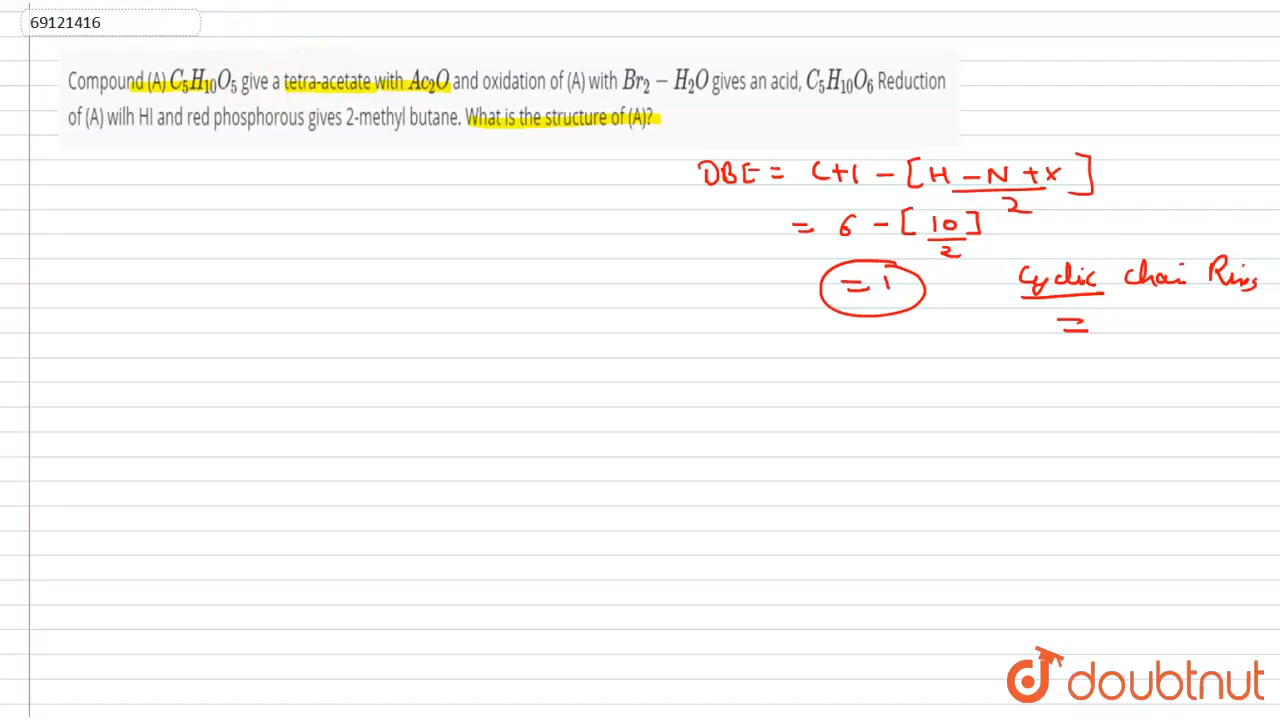 69121416
Compound (A) C₅H₁₀O₅ give a tetra-acetate with Ac₂O and oxidation of (A) with Br₂ − H₂O gives an acid, C₅H₁₀O₆ Reduction
of (A) wilh HI and red phosphorous gives 2-methyl butane. What is the structure of (A)?
DBE = C+1 − [H − N + X / 2]
= 6 − [10 / 2]
= 1
Cyclic chain Ring
=
doubtnut